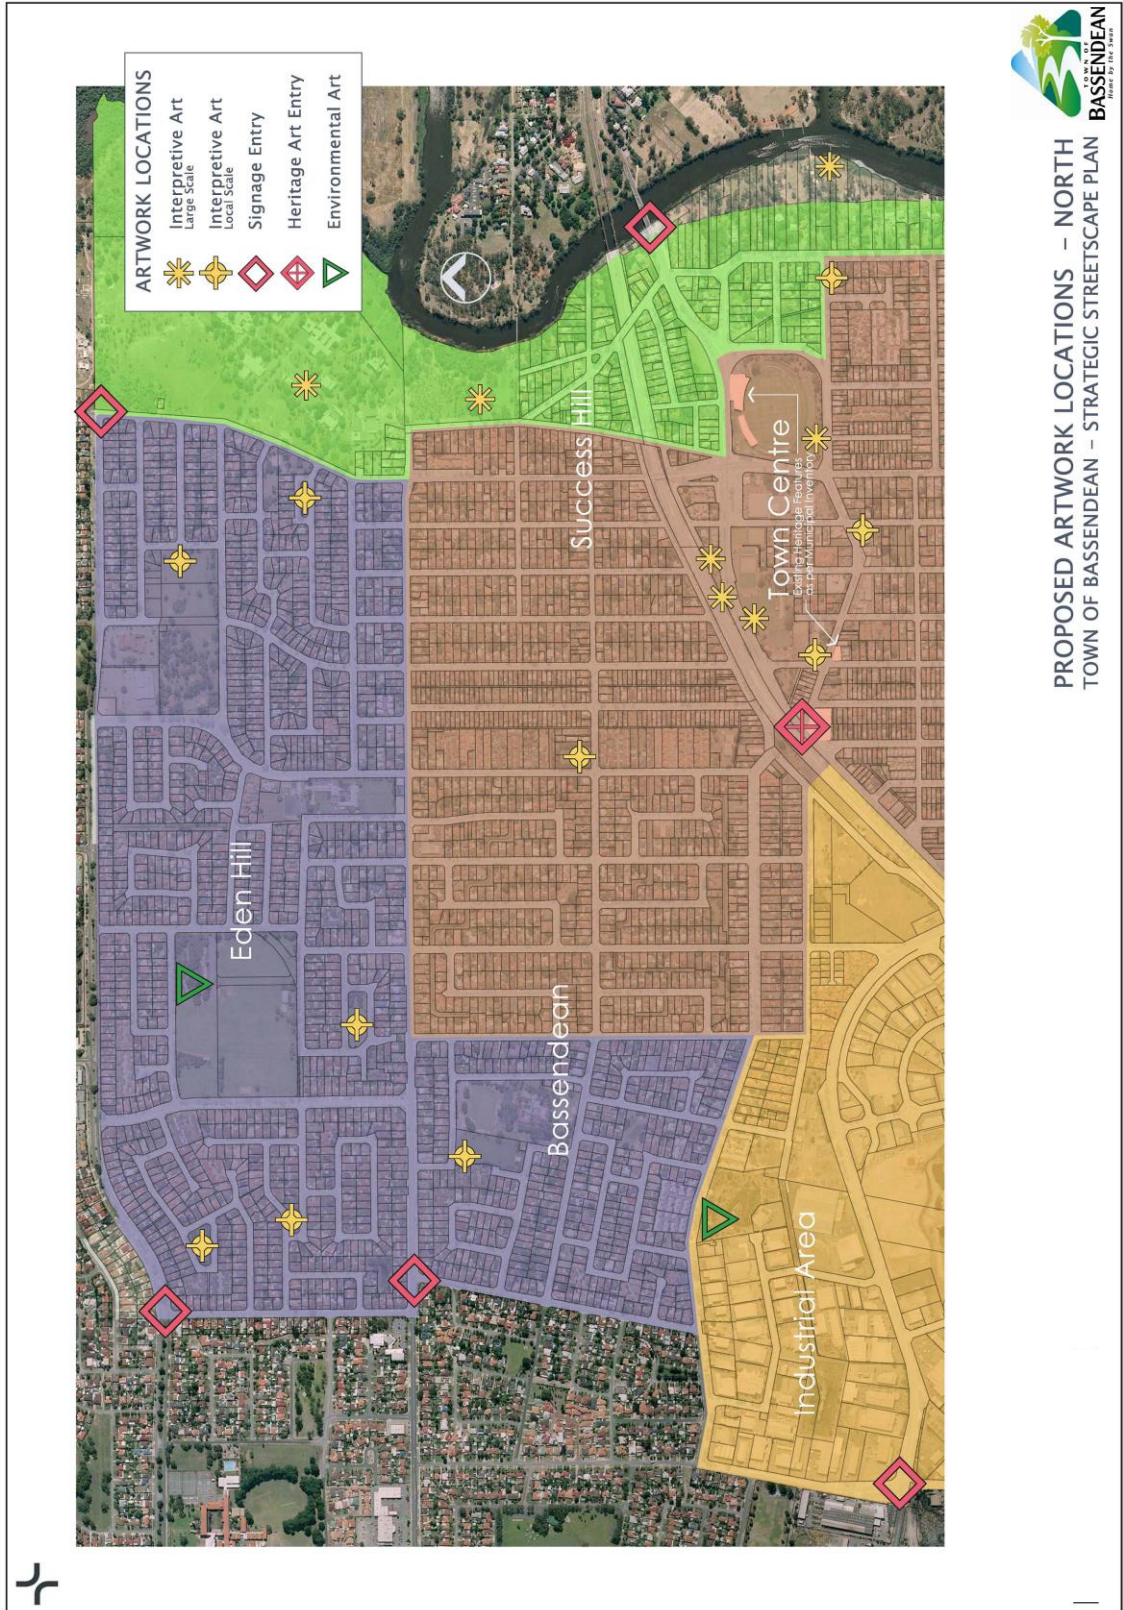 ARTWORK LOCATIONS
Interpretive Art
Large Scale
Interpretive Art
Local Scale
Signage Entry
Heritage Art Entry
Environmental Art
Eden Hill
Success Hill
Bassendean
Town Centre
Existing Heritage Features
as per Municipal Inventory
Industrial Area
PROPOSED ARTWORK LOCATIONS - NORTH
TOWN OF BASSENDEAN - STRATEGIC STREETSCAPE PLAN
TOWN OF
BASSENDEAN
Home by the Swan